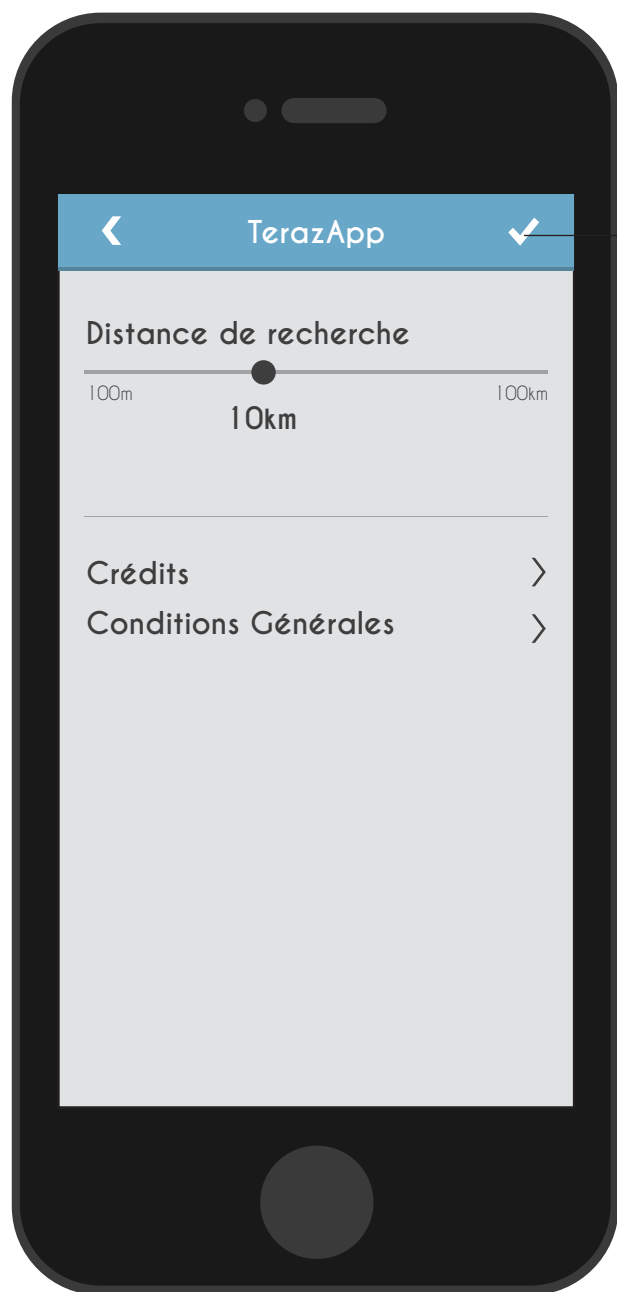 TerazApp
Distance de recherche
100m
100km
10km
Crédits
Conditions Générales